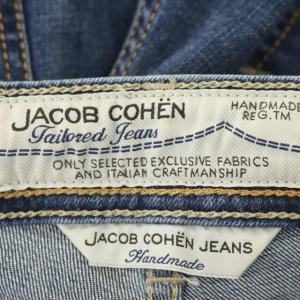 JACOB COHËN
Tailored Jeans
HANDMADE
REG.TM
ONLY SELECTED EXCLUSIVE FABRICS
AND ITALIAN CRAFTMANSHIP
JACOB COHËN JEANS
Handmade